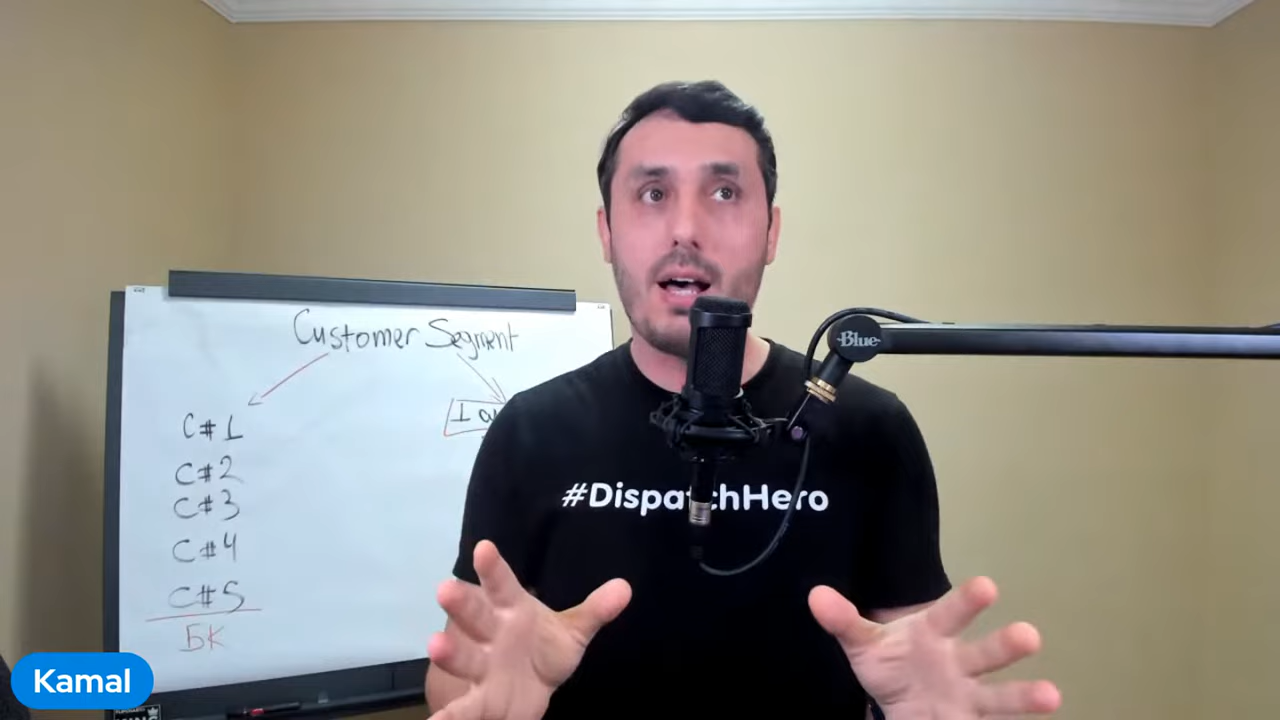 Customer Segment
C#1
C#2
C#3
C#4
C#5
5K
I
Blue
#DispatchHero
Kamal